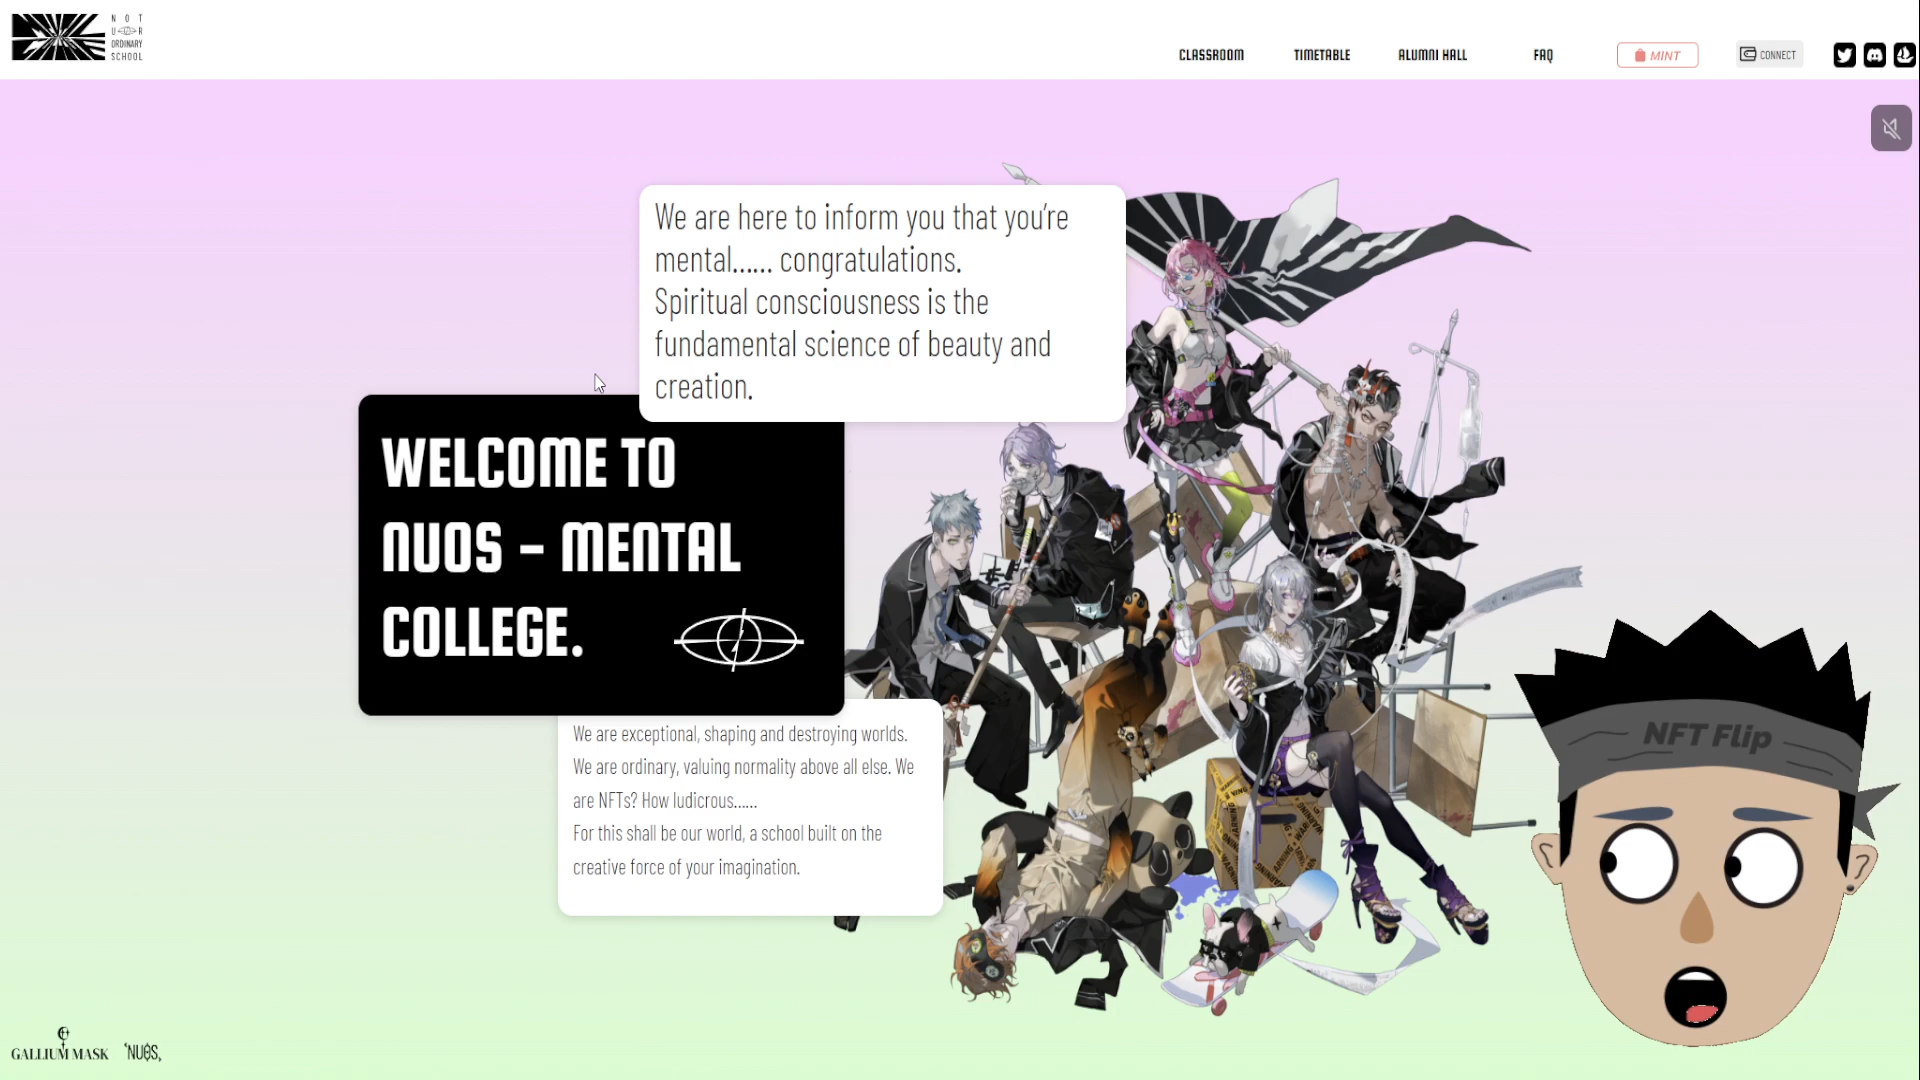 NOT
U R
ORDINARY
SCHOOL
CLASSROOM
TIMETABLE
ALUMNI HALL
FAQ
MINT
CONNECT
We are here to inform you that you’re
mental...... congratulations.
Spiritual consciousness is the
fundamental science of beauty and
creation.
WELCOME TO
NUOS – MENTAL
COLLEGE.
We are exceptional, shaping and destroying worlds.
We are ordinary, valuing normality above all else. We
are NFTs? How ludicrous......
For this shall be our world, a school built on the
creative force of your imagination.
NFT Flip
GALLIUM MASK
'NUOS,